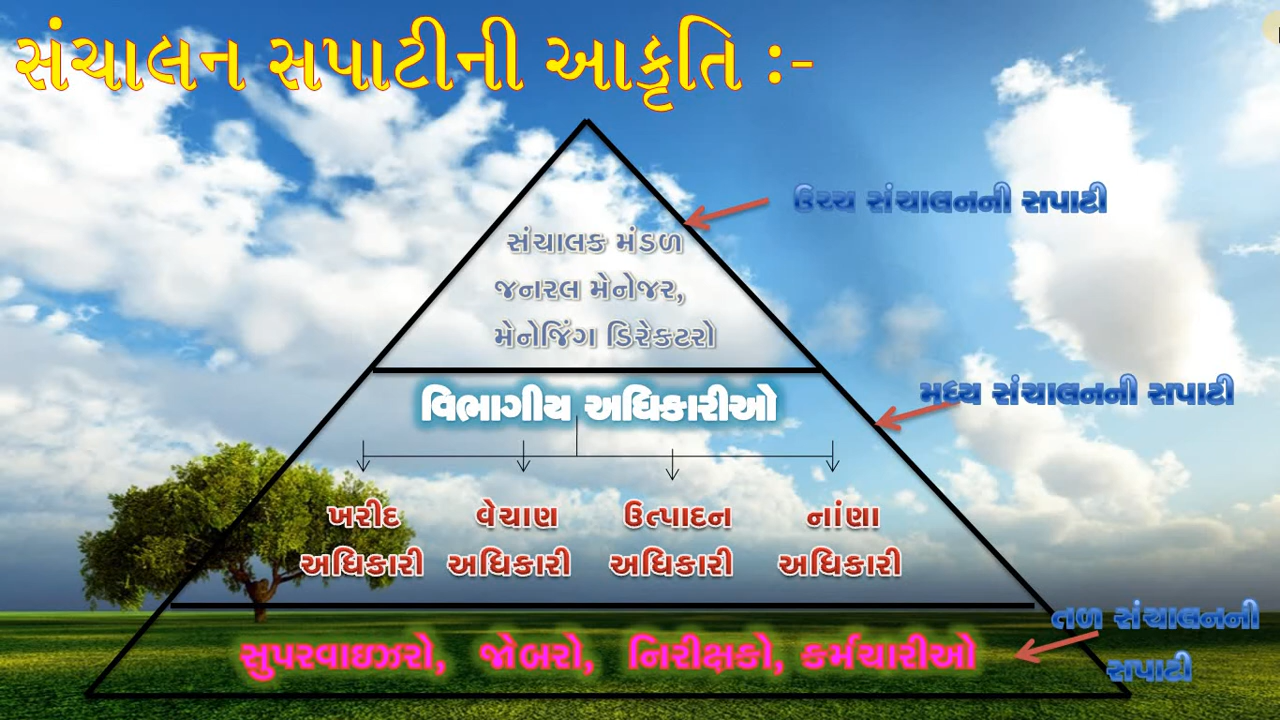 સંચાલન સપાટીની આકૃતિ :-
ઉચ્ચ સંચાલનની સપાટી
સંચાલક મંડળ
જનરલ મેનેજર,
મેનેજિંગ ડિરેકટરો
મધ્ય સંચાલનની સપાટી
વિભાગીય અધિકારીઓ
ખરીદ અધિકારી
વેચાણ અધિકારી
ઉત્પાદન અધિકારી
નાંણા અધિકારી
તળ સંચાલનની
સપાટી
સુપરવાઇઝરો, જોબરો, નિરીક્ષકો, કર્મચારીઓ